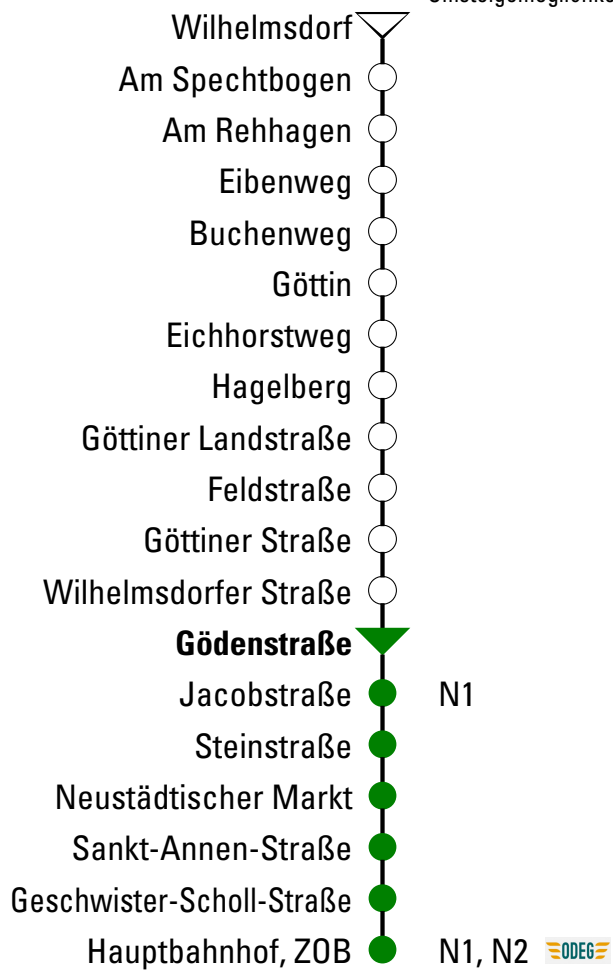 Umsteigemöglichke
Wilhelmsdorf
Am Spechtbogen
Am Rehhagen
Eibenweg
Buchenweg
Göttin
Eichhorstweg
Hagelberg
Göttiner Landstraße
Feldstraße
Göttiner Straße
Wilhelmsdorfer Straße
Gödenstraße
Jacobstraße N1
Steinstraße
Neustädtischer Markt
Sankt-Annen-Straße
Geschwister-Scholl-Straße
Hauptbahnhof, ZOB N1, N2 ODEG